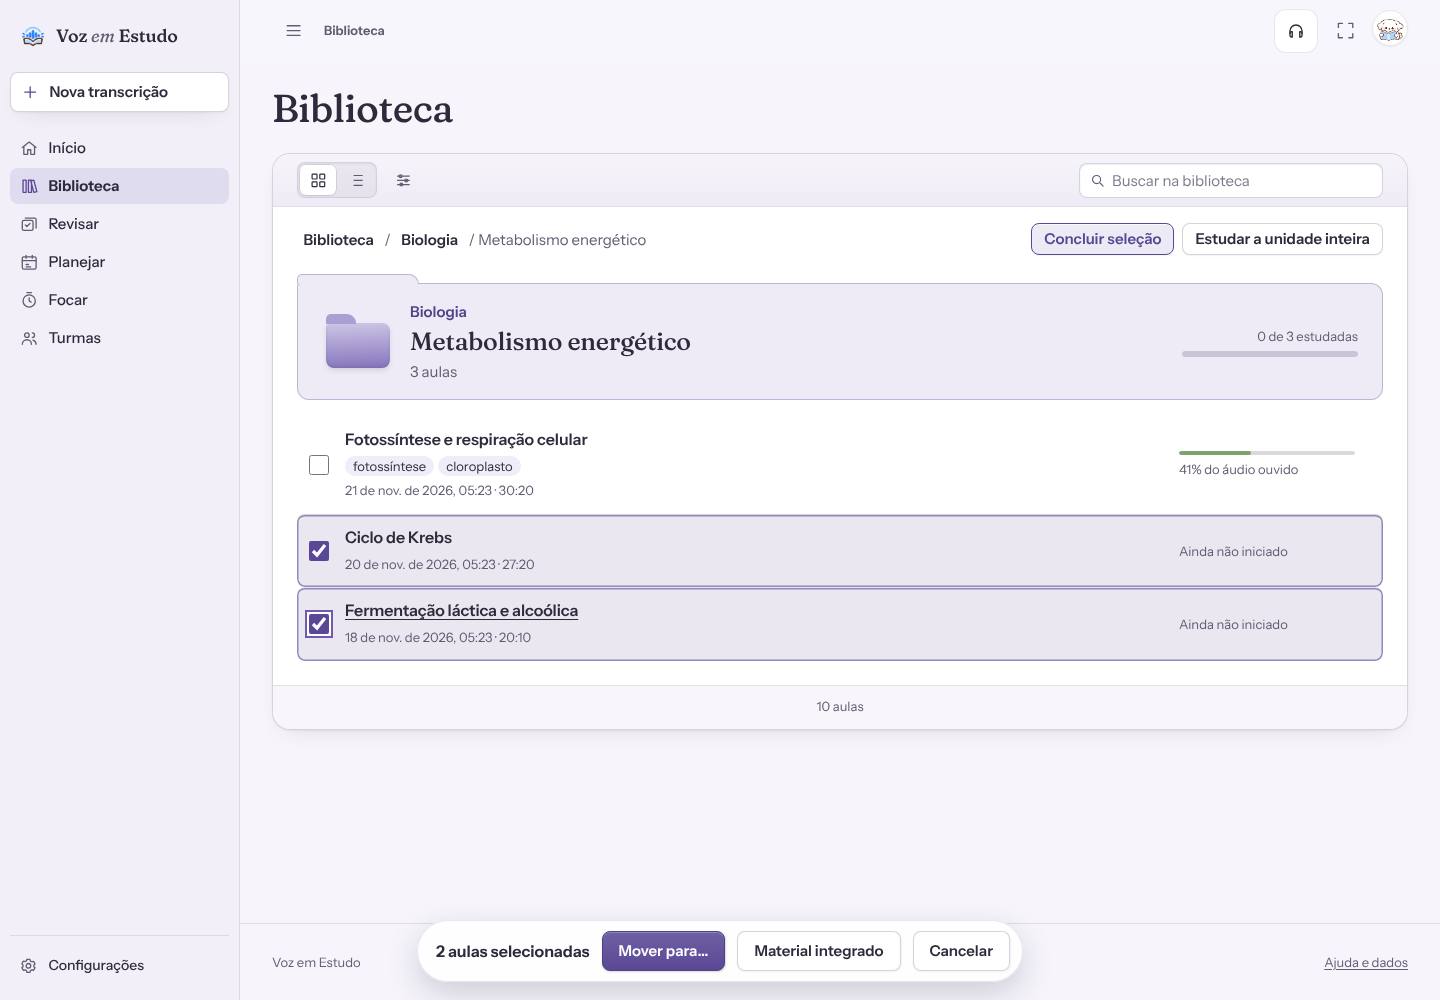 Voz em Estudo
Nova transcrição
Início
Biblioteca
Revisar
Planejar
Focar
Turmas
Configurações
Biblioteca
Biblioteca
Buscar na biblioteca
Biblioteca / Biologia / Metabolismo energético
Concluir seleção
Estudar a unidade inteira
Biologia
Metabolismo energético
3 aulas
0 de 3 estudadas
Fotossíntese e respiração celular
fotossíntese cloroplasto
21 de nov. de 2026, 05:23 · 30:20
41% do áudio ouvido
Ciclo de Krebs
20 de nov. de 2026, 05:23 · 27:20
Ainda não iniciado
Fermentação láctica e alcoólica
18 de nov. de 2026, 05:23 · 20:10
Ainda não iniciado
10 aulas
2 aulas selecionadas
Mover para...
Material integrado
Cancelar
Voz em Estudo
Ajuda e dados